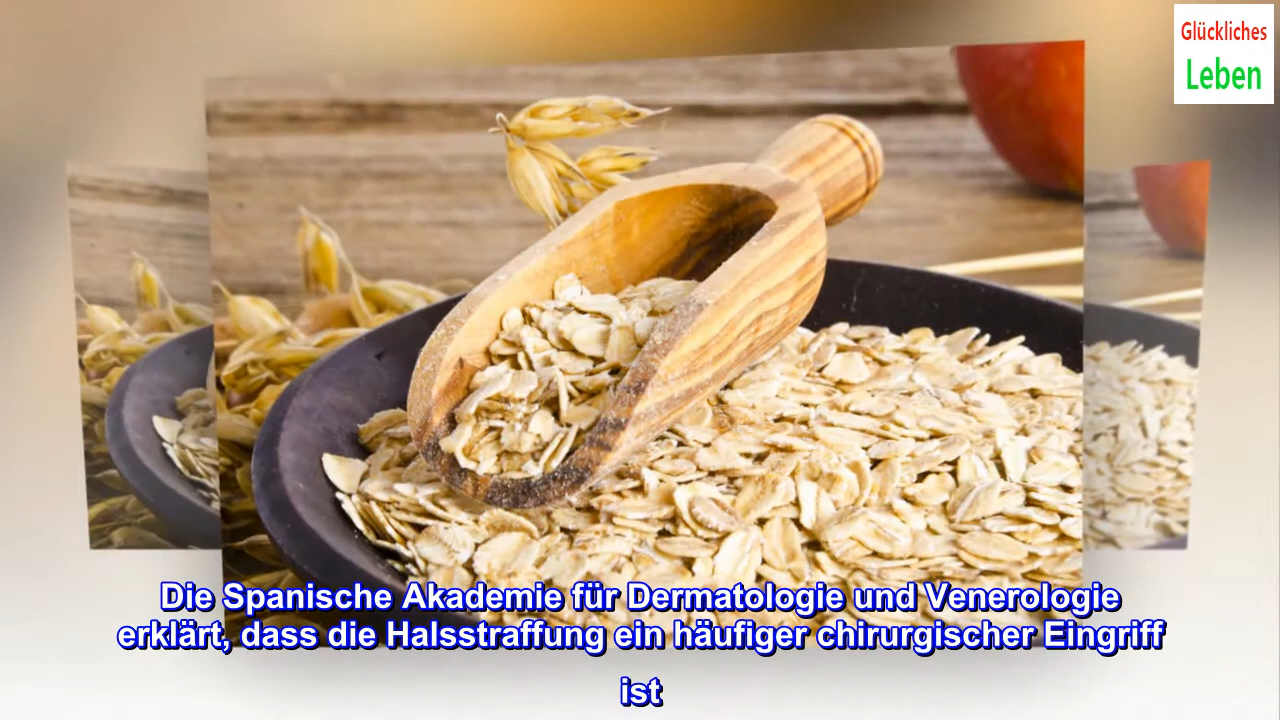 Glückliches
Leben
Die Spanische Akademie für Dermatologie und Venerologie
erklärt, dass die Halsstraffung ein häufiger chirurgischer Eingriff
ist